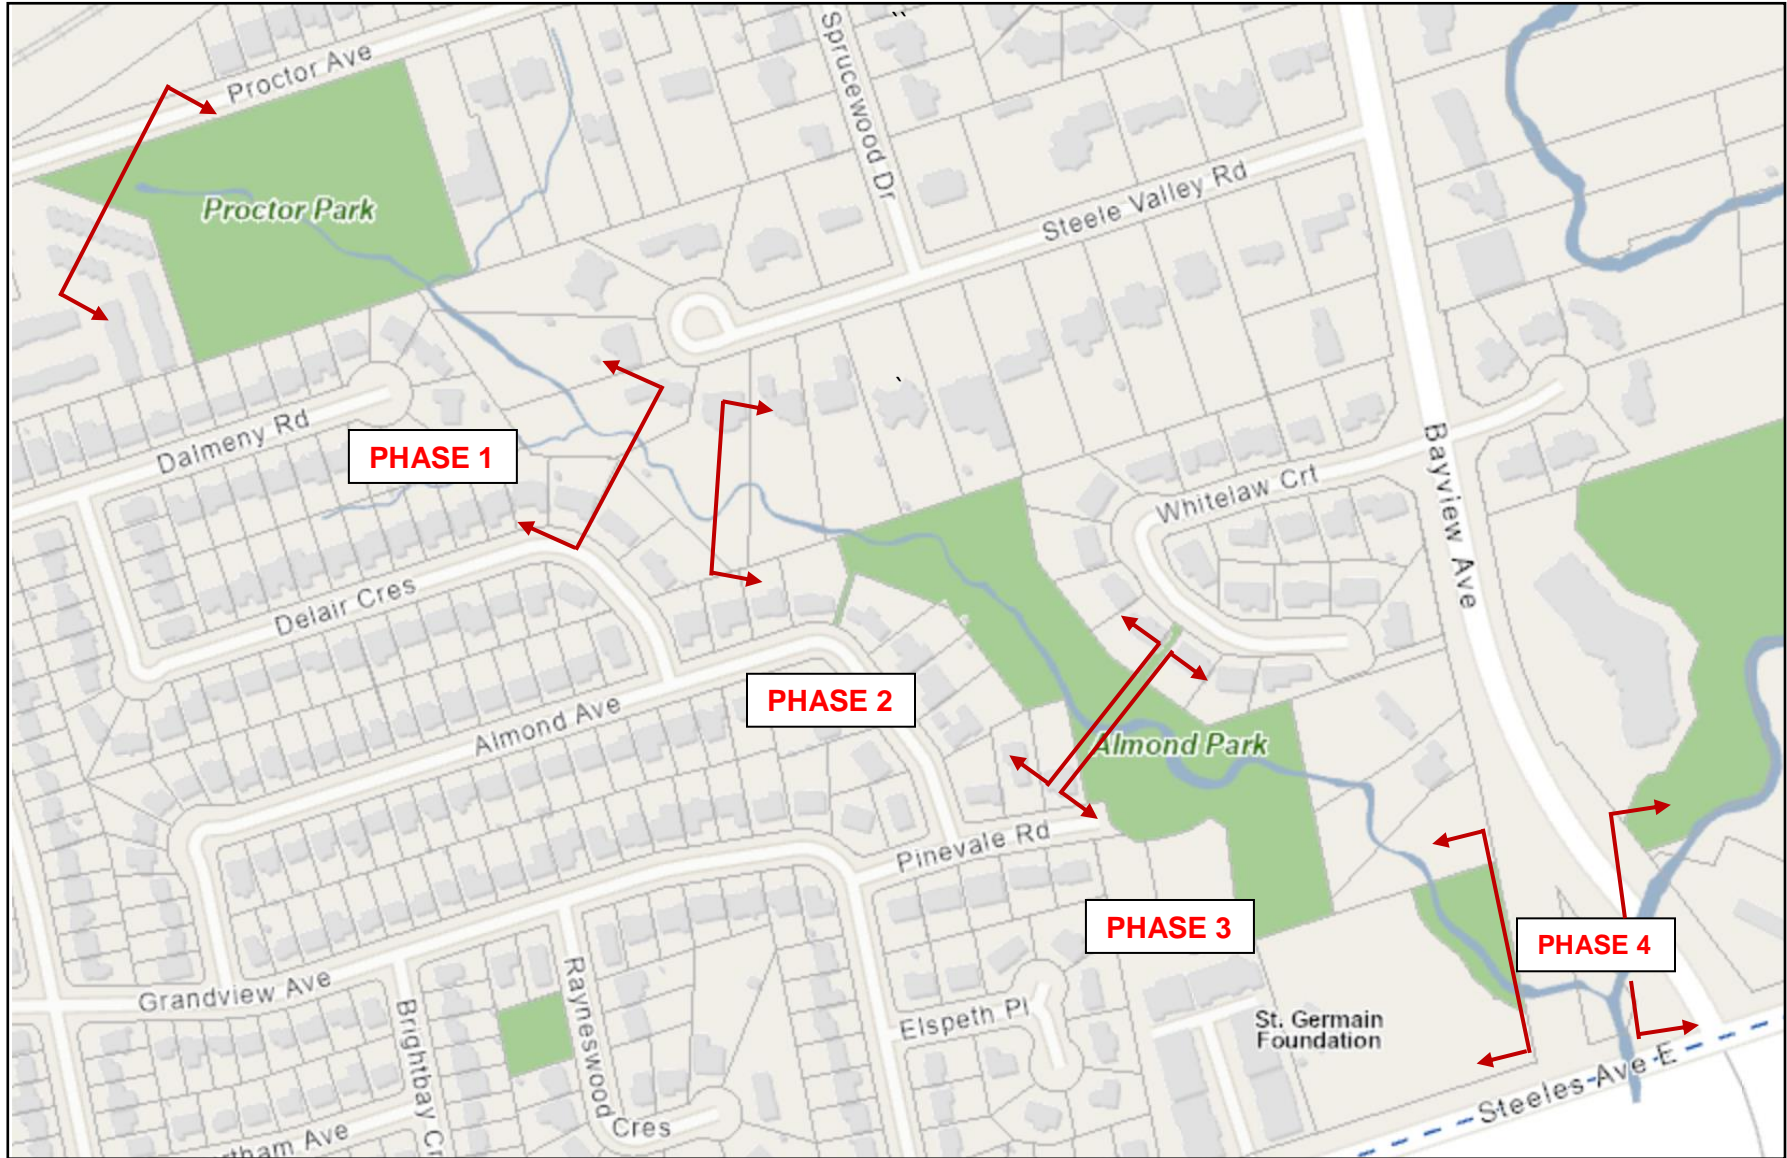 Proctor Ave
Sprucewood Dr
Proctor Park
Steele Valley Rd
Dalmeny Rd
PHASE 1
Bayview Ave
Whitelaw Crt
Delair Cres
PHASE 2
Almond Ave
Almond Park
Pinevale Rd
PHASE 3
PHASE 4
Grandview Ave
Brightbay Cr
Rayneswood
Cres
Elspeth Pl
St. Germain
Foundation
Steeles Ave E
Ave